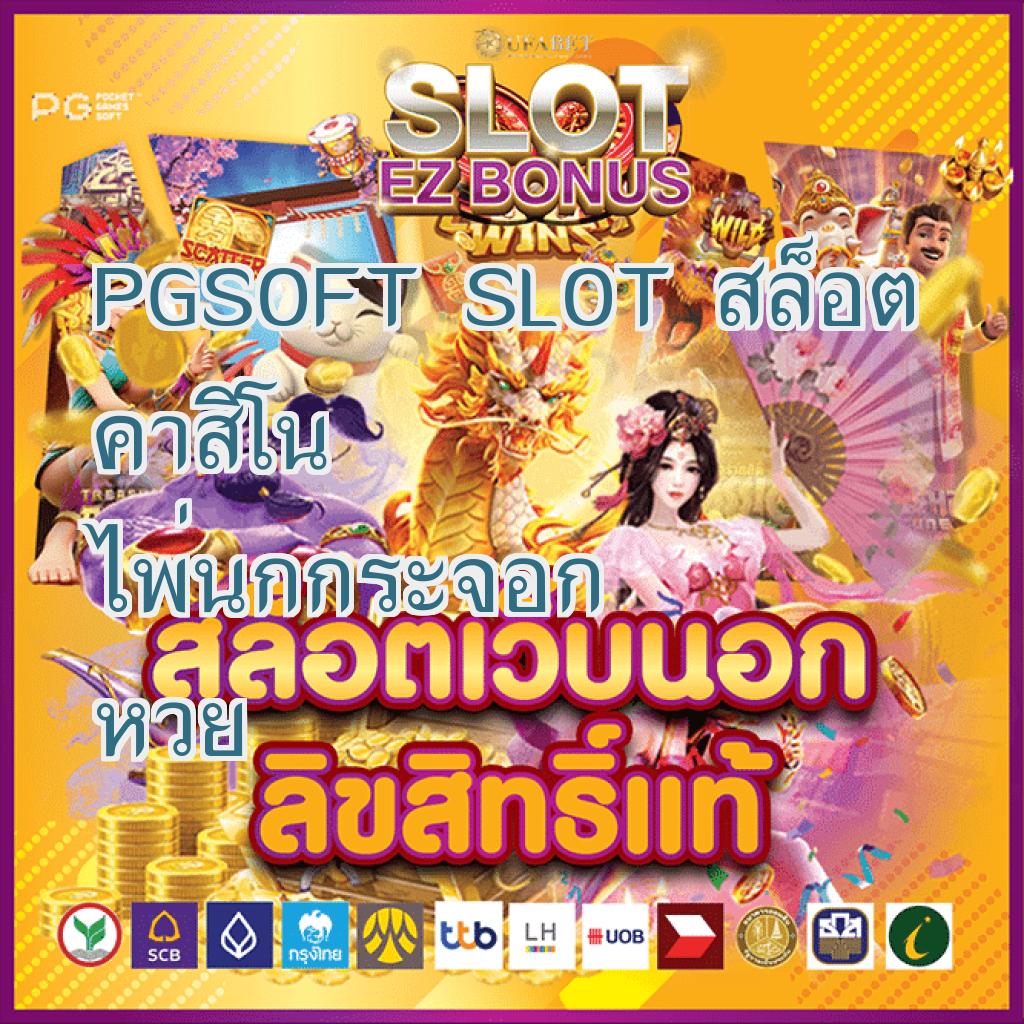 UFABET
PG POCKET GAMES SOFT
SLOT
EZ BONUS
WINS
SCATTER
WILD
PGSOFT SLOT สล็อต
คาสิโน
ไพ่นกกระจอก
สลอตเวบนอก
หวย
ลิขสิทธิ์แท้
SCB
กรุงไทย
ttb
LH
UOB